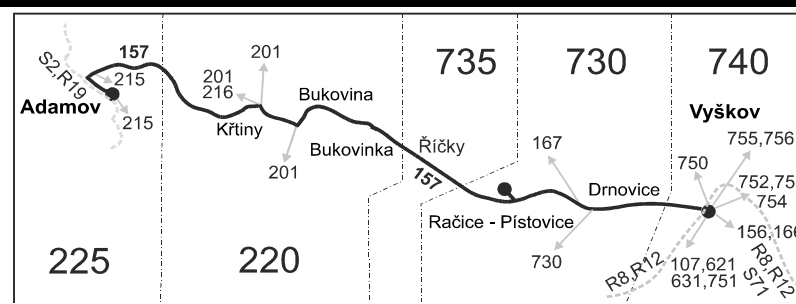 157
S2,R19
215
Adamov
215
225
201
201
216
Křtiny
Bukovina
Bukovinka
201
220
735
Říčky
157
Račice - Pístovice
730
167
Drnovice
730
740
Vyškov
755,756
750
752,75
754
156,166
107,621
631,751
R8,R12
R8,R12
S71